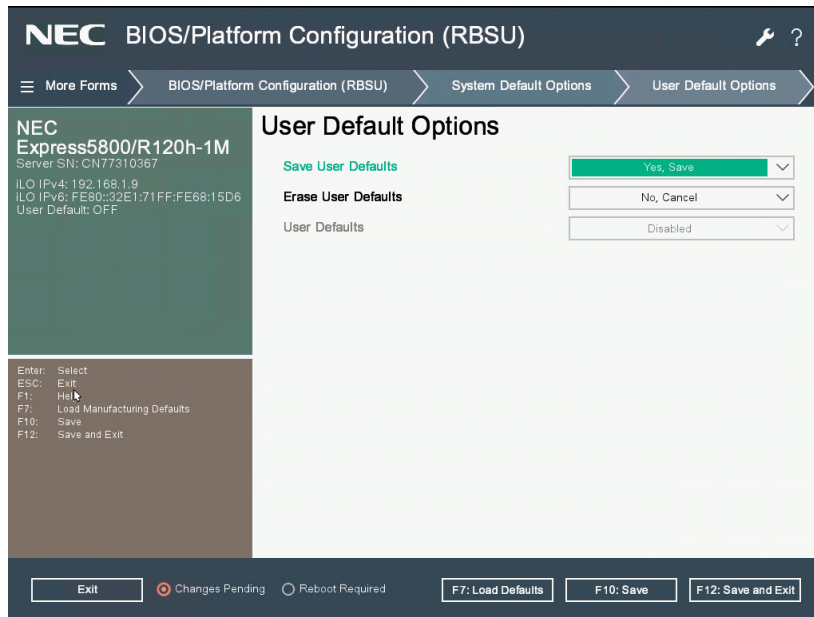 NEC BIOS/Platform Configuration (RBSU) ?
More Forms BIOS/Platform Configuration (RBSU) System Default Options User Default Options
NEC
Express5800/R120h-1M
Server SN: CN77310367
iLO IPv4: 192.168.1.9
iLO IPv6: FE80::32E1:71FF:FE68:15D6
User Default: OFF
User Default Options
Save User Defaults Yes, Save
Erase User Defaults No, Cancel
User Defaults Disabled
Enter: Select
ESC: Exit
F1: Help
F7: Load Manufacturing Defaults
F10: Save
F12: Save and Exit
Exit Changes Pending Reboot Required F7: Load Defaults F10: Save F12: Save and Exit